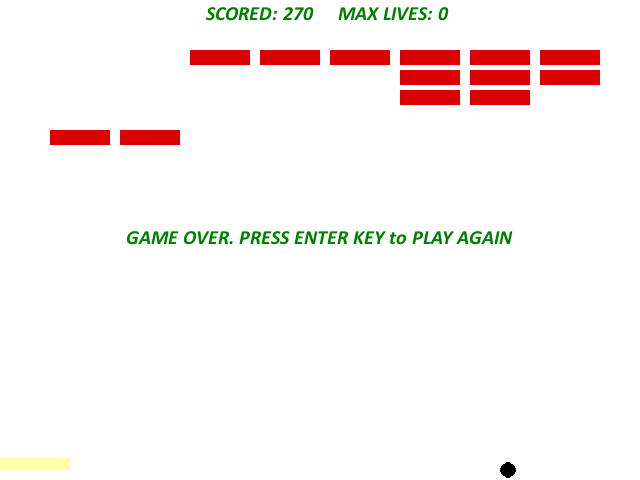 SCORED: 270 MAX LIVES: 0
GAME OVER. PRESS ENTER KEY to PLAY AGAIN